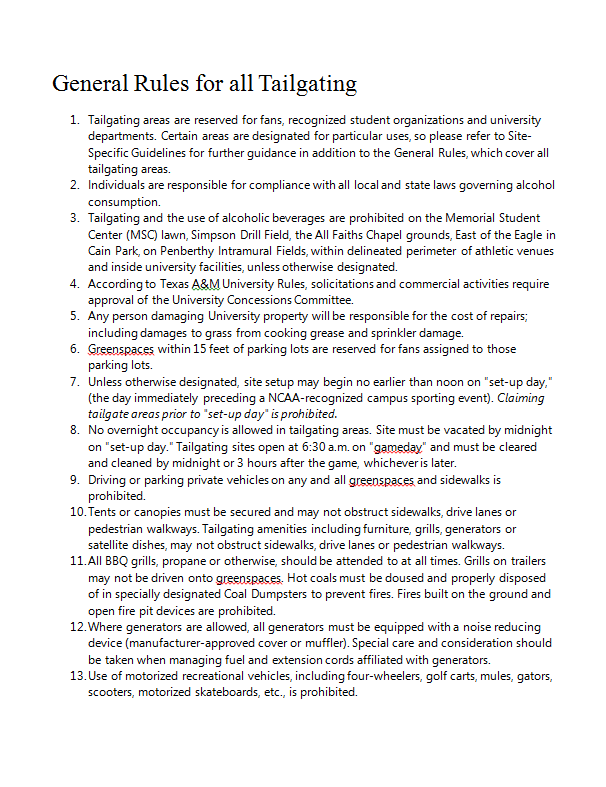 General Rules for all Tailgating
1. Tailgating areas are reserved for fans, recognized student organizations and university
departments. Certain areas are designated for particular uses, so please refer to Site-
Specific Guidelines for further guidance in addition to the General Rules, which cover all
tailgating areas.
2. Individuals are responsible for compliance with all local and state laws governing alcohol
consumption.
3. Tailgating and the use of alcoholic beverages are prohibited on the Memorial Student
Center (MSC) lawn, Simpson Drill Field, the All Faiths Chapel grounds, East of the Eagle in
Cain Park, on Penberthy Intramural Fields, within delineated perimeter of athletic venues
and inside university facilities, unless otherwise designated.
4. According to Texas A&M University Rules, solicitations and commercial activities require
approval of the University Concessions Committee.
5. Any person damaging University property will be responsible for the cost of repairs;
including damages to grass from cooking grease and sprinkler damage.
6. Greenspaces within 15 feet of parking lots are reserved for fans assigned to those
parking lots.
7. Unless otherwise designated, site setup may begin no earlier than noon on "set-up day,"
(the day immediately preceding a NCAA-recognized campus sporting event). Claiming
tailgate areas prior to "set-up day" is prohibited.
8. No overnight occupancy is allowed in tailgating areas. Site must be vacated by midnight
on "set-up day." Tailgating sites open at 6:30 a.m. on "gameday" and must be cleared
and cleaned by midnight or 3 hours after the game, whichever is later.
9. Driving or parking private vehicles on any and all greenspaces and sidewalks is
prohibited.
10. Tents or canopies must be secured and may not obstruct sidewalks, drive lanes or
pedestrian walkways. Tailgating amenities including furniture, grills, generators or
satellite dishes, may not obstruct sidewalks, drive lanes or pedestrian walkways.
11. All BBQ grills, propane or otherwise, should be attended to at all times. Grills on trailers
may not be driven onto greenspaces. Hot coals must be doused and properly disposed
of in specially designated Coal Dumpsters to prevent fires. Fires built on the ground and
open fire pit devices are prohibited.
12. Where generators are allowed, all generators must be equipped with a noise reducing
device (manufacturer-approved cover or muffler). Special care and consideration should
be taken when managing fuel and extension cords affiliated with generators.
13. Use of motorized recreational vehicles, including four-wheelers, golf carts, mules, gators,
scooters, motorized skateboards, etc., is prohibited.